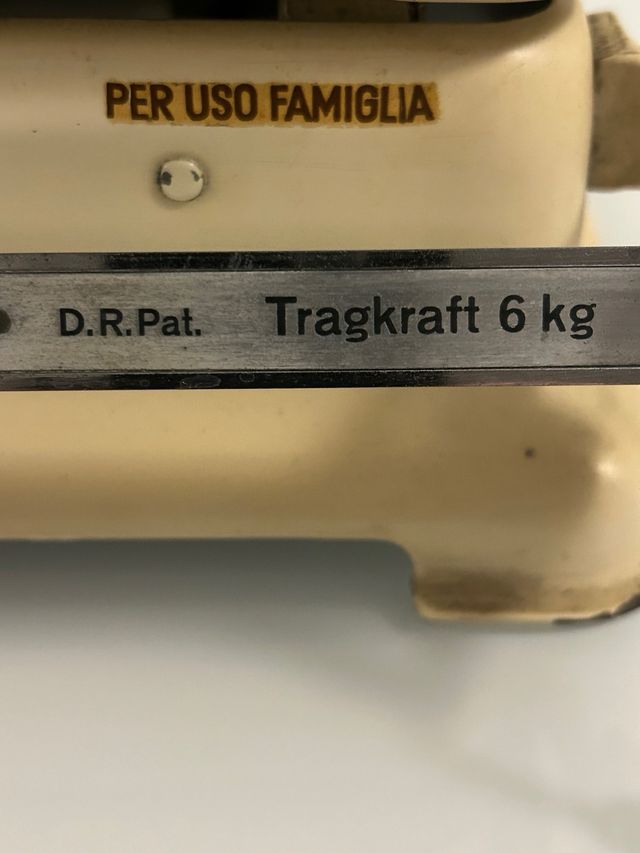 PER USO FAMIGLIA
D.R.Pat. Tragkraft 6 kg